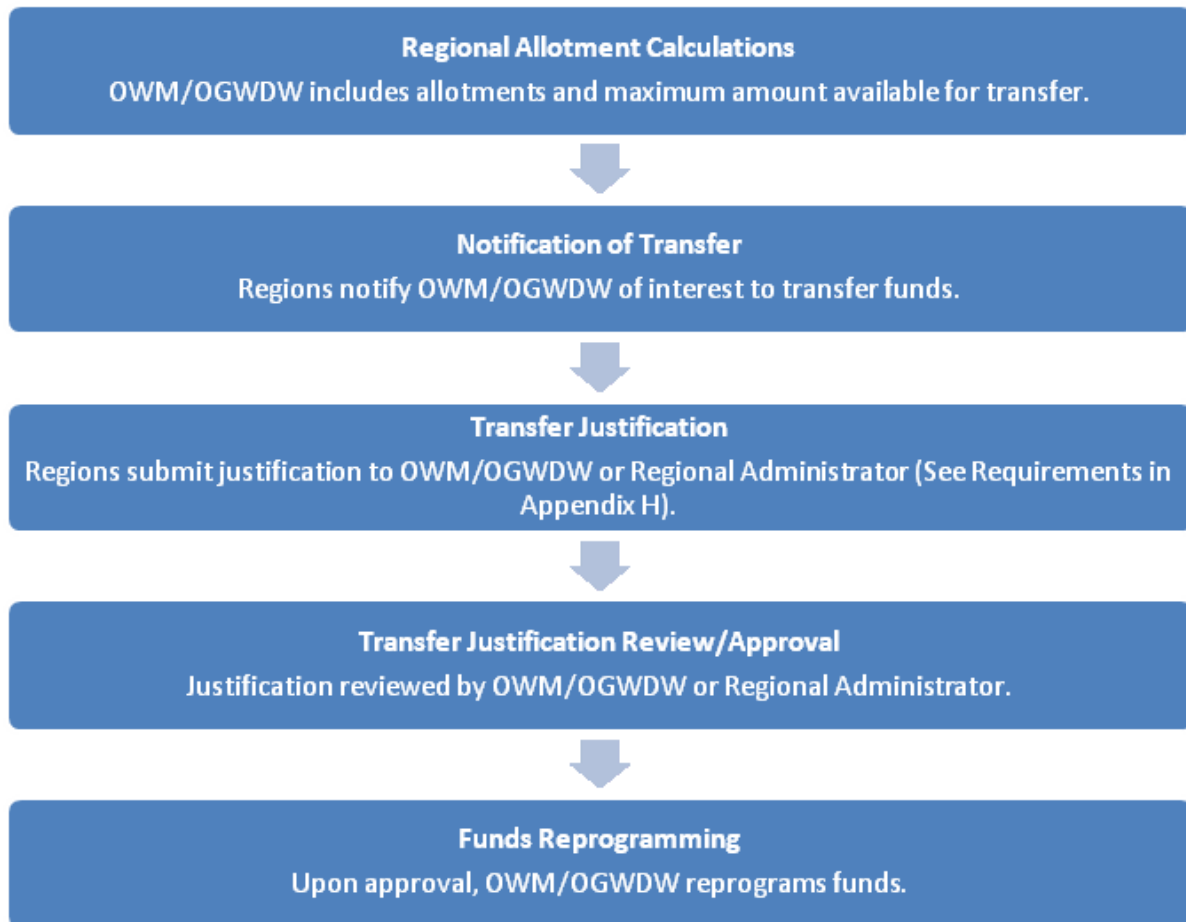 Regional Allotment Calculations
OWM/OGWDW includes allotments and maximum amount available for transfer.
Notification of Transfer
Regions notify OWM/OGWDW of interest to transfer funds.
Transfer Justification
Regions submit justification to OWM/OGWDW or Regional Administrator (See Requirements in
Appendix H).
Transfer Justification Review/Approval
Justification reviewed by OWM/OGWDW or Regional Administrator.
Funds Reprogramming
Upon approval, OWM/OGWDW reprograms funds.